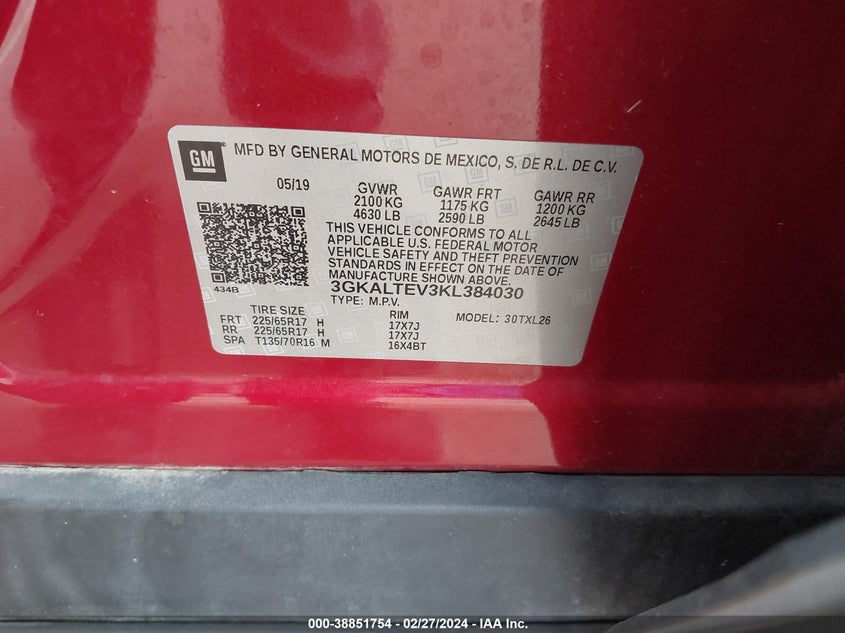 GM ® MFD BY GENERAL MOTORS DE MEXICO, S. DE R.L. DE C.V.
05/19 GVWR GAWR FRT GAWR RR
2100 KG 1175 KG 1200 KG
4630 LB 2590 LB 2645 LB
THIS VEHICLE CONFORMS TO ALL
APPLICABLE U.S. FEDERAL MOTOR
VEHICLE SAFETY AND THEFT PREVENTION
STANDARDS IN EFFECT ON THE DATE OF
MANUFACTURE SHOWN ABOVE.
434B 3GKALTEV3KL384030
TYPE: M.P.V. MODEL: 30TXL26
TIRE SIZE RIM
FRT 225/65R17 H 17X7J
RR 225/65R17 H 17X7J
SPA T135/70R16 M 16X4BT
000-38851754 - 02/27/2024 - IAA Inc.